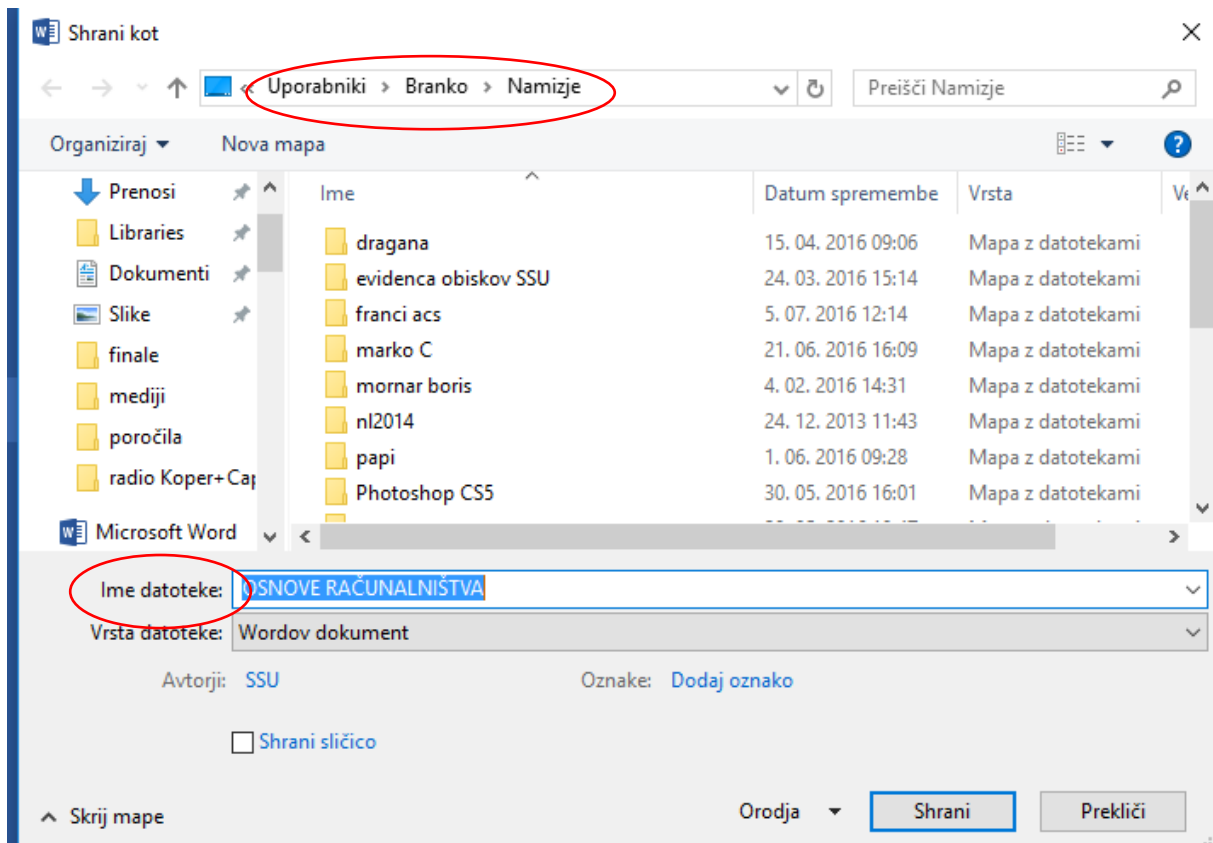 Shrani kot
« Uporabniki › Branko › Namizje
Preišči Namizje
Organiziraj
Nova mapa
Prenosi
Libraries
Dokumenti
Slike
finale
mediji
poročila
radio Koper+Cap
Microsoft Word
Ime Datum spremembe Vrsta
dragana 15. 04. 2016 09:06 Mapa z datotekami
evidenca obiskov SSU 24. 03. 2016 15:14 Mapa z datotekami
franci acs 5. 07. 2016 12:14 Mapa z datotekami
marko C 21. 06. 2016 16:09 Mapa z datotekami
mornar boris 4. 02. 2016 14:31 Mapa z datotekami
nl2014 24. 12. 2013 11:43 Mapa z datotekami
papi 1. 06. 2016 09:28 Mapa z datotekami
Photoshop CS5 30. 05. 2016 16:01 Mapa z datotekami
Ime datoteke: OSNOVE RAČUNALNIŠTVA
Vrsta datoteke: Wordov dokument
Avtorji: SSU Oznake: Dodaj oznako
Shrani sličico
Skrij mape Orodja Shrani Prekliči